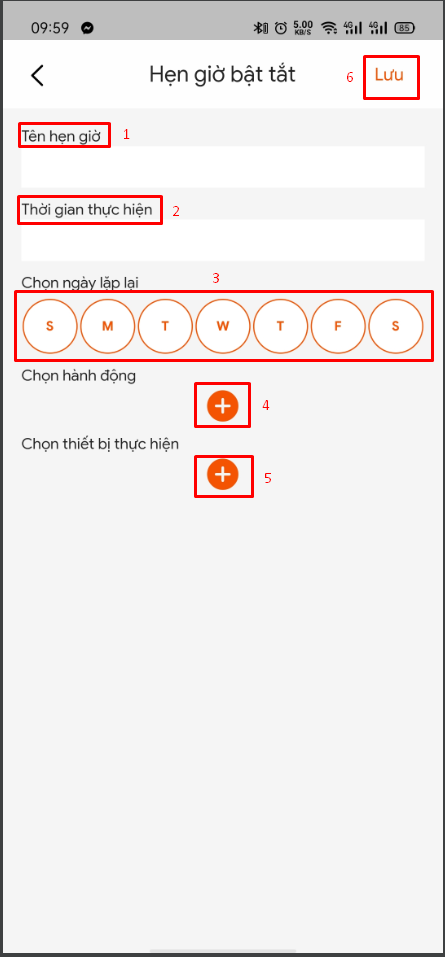 09:59 5.00 KB/S 4G 4G 85
Hẹn giờ bật tắt 6 Lưu
Tên hẹn giờ 1
Thời gian thực hiện 2
Chọn ngày lặp lại 3
S M T W T F S
Chọn hành động
4
Chọn thiết bị thực hiện
5